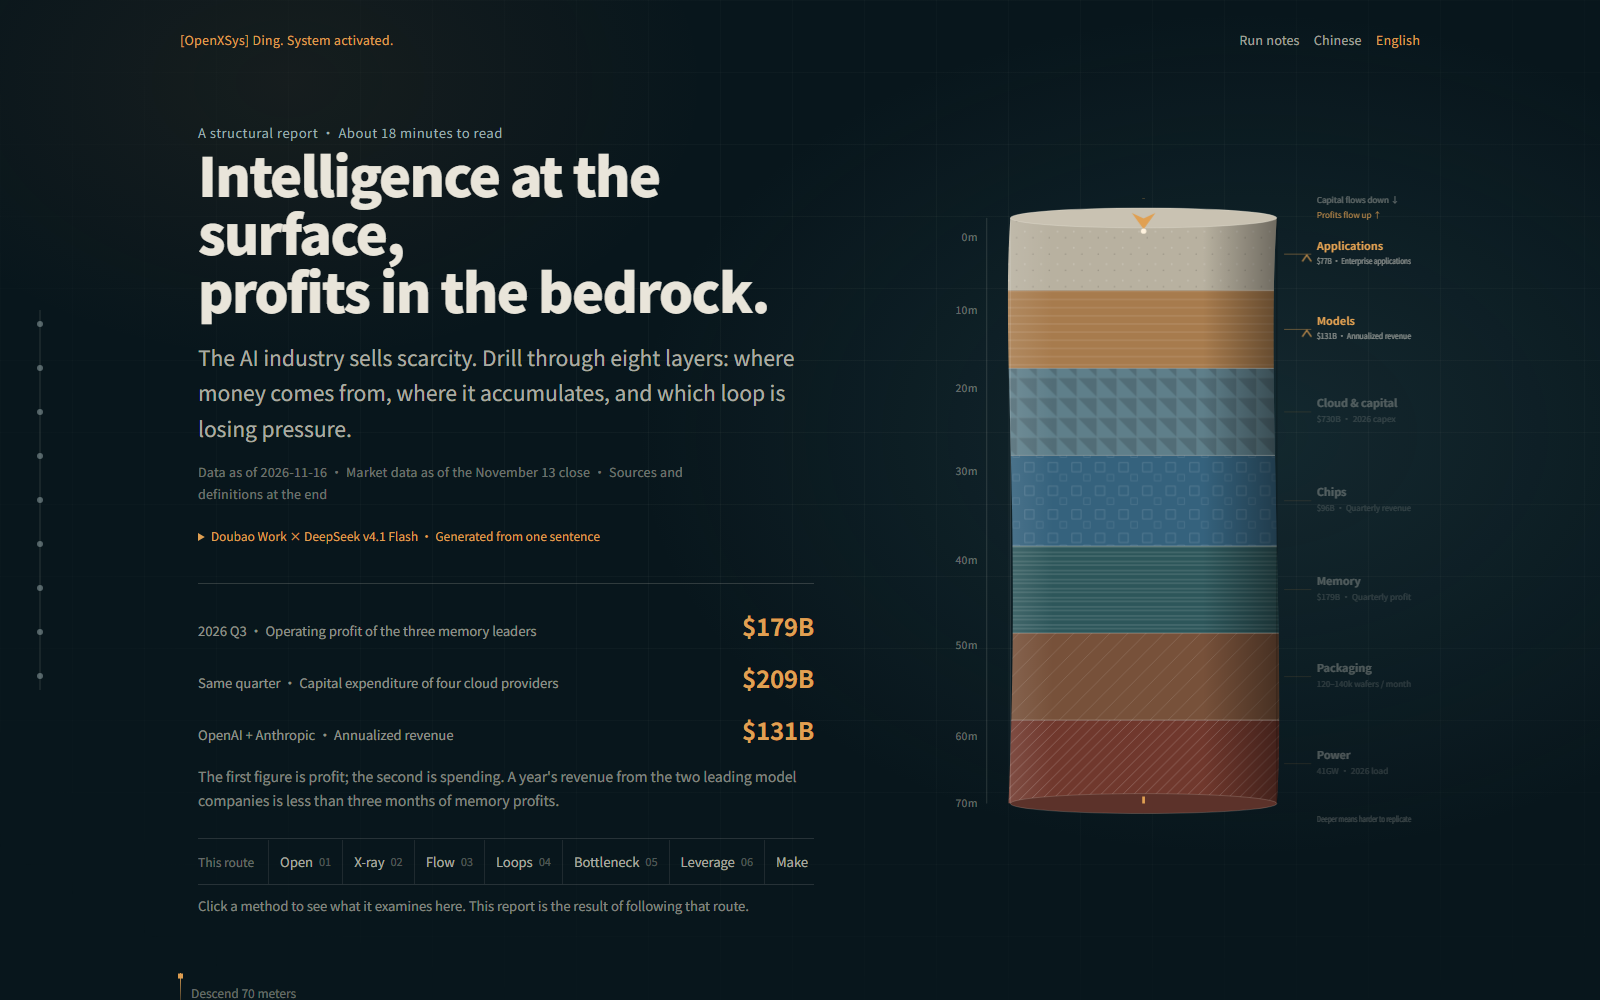 [OpenXSys] Ding. System activated.
Run notes Chinese English
A structural report • About 18 minutes to read
Intelligence at the
surface,
profits in the bedrock.
The AI industry sells scarcity. Drill through eight layers: where
money comes from, where it accumulates, and which loop is
losing pressure.
Data as of 2026-11-16 • Market data as of the November 13 close • Sources and
definitions at the end
▶ Doubao Work × DeepSeek v4.1 Flash • Generated from one sentence
2026 Q3 • Operating profit of the three memory leaders $179B
Same quarter • Capital expenditure of four cloud providers $209B
OpenAI + Anthropic • Annualized revenue $131B
The first figure is profit; the second is spending. A year's revenue from the two leading model
companies is less than three months of memory profits.
This route Open 01 X-ray 02 Flow 03 Loops 04 Bottleneck 05 Leverage 06 Make
Click a method to see what it examines here. This report is the result of following that route.
Descend 70 meters
Capital flows down ↓
Profits flow up ↑
0m
Applications
$77B • Enterprise applications
10m
Models
$131B • Annualized revenue
20m
Cloud & capital
$730B • 2026 capex
30m
Chips
$96B • Quarterly revenue
40m
Memory
$179B • Quarterly profit
50m
Packaging
120–140k wafers / month
60m
Power
41GW • 2026 load
70m
Deeper means harder to replicate